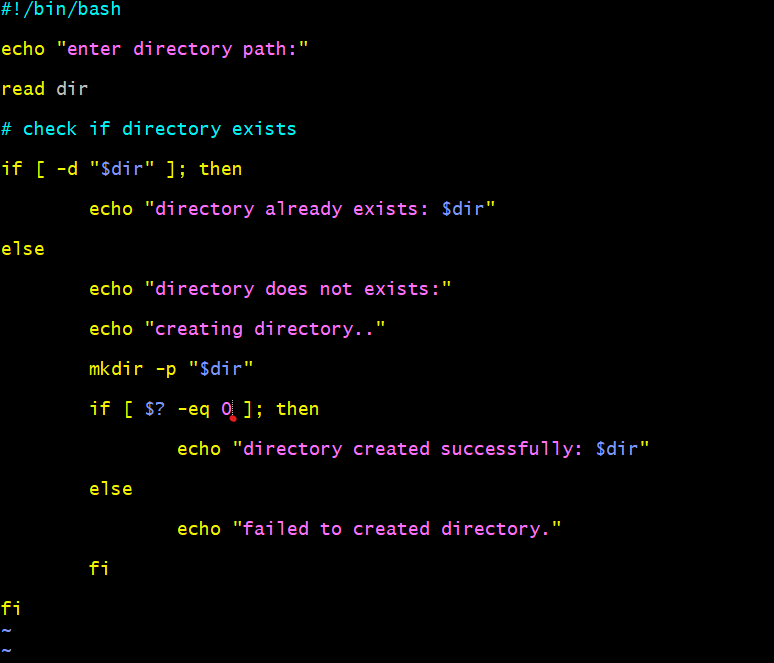 #!/bin/bash
echo "enter directory path:"
read dir
# check if directory exists
if [ -d "$dir" ]; then
echo "directory already exists: $dir"
else
echo "directory does not exists:"
echo "creating directory.."
mkdir -p "$dir"
if [ $? -eq 0 ]; then
echo "directory created successfully: $dir"
else
echo "failed to created directory."
fi
fi
~
~